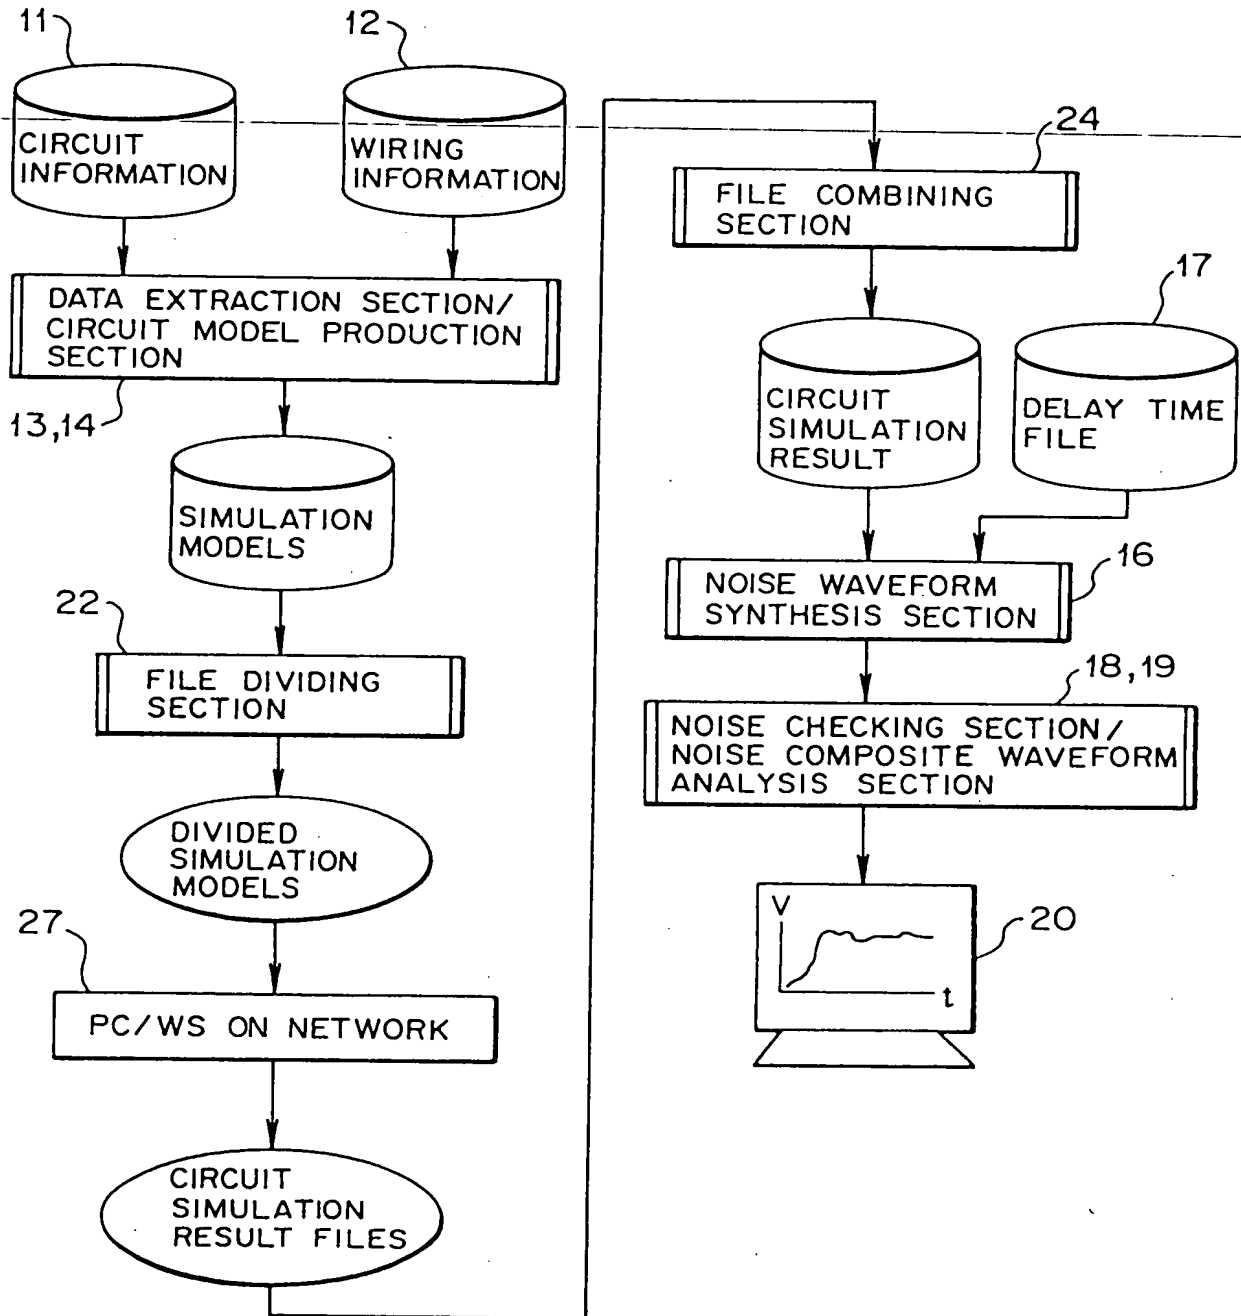 11
CIRCUIT
INFORMATION
12
WIRING
INFORMATION
DATA EXTRACTION SECTION/
CIRCUIT MODEL PRODUCTION
SECTION
13,14
SIMULATION
MODELS
22
FILE DIVIDING
SECTION
DIVIDED
SIMULATION
MODELS
27
PC/WS ON NETWORK
CIRCUIT
SIMULATION
RESULT FILES
24
FILE COMBINING
SECTION
CIRCUIT
SIMULATION
RESULT
17
DELAY TIME
FILE
16
NOISE WAVEFORM
SYNTHESIS SECTION
18,19
NOISE CHECKING SECTION/
NOISE COMPOSITE WAVEFORM
ANALYSIS SECTION
V
t
20